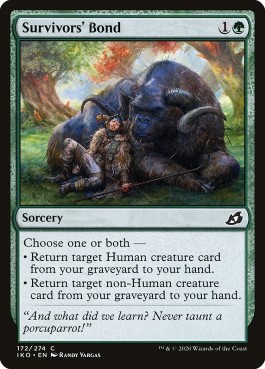 Survivors' Bond 1
Sorcery
Choose one or both —
• Return target Human creature card
from your graveyard to your hand.
• Return target non-Human creature
card from your graveyard to your hand.
"And what did we learn? Never taunt a
porcuparrot!"
172/274 C
IKO • EN Randy Vargas ™ & © 2020 Wizards of the Coast